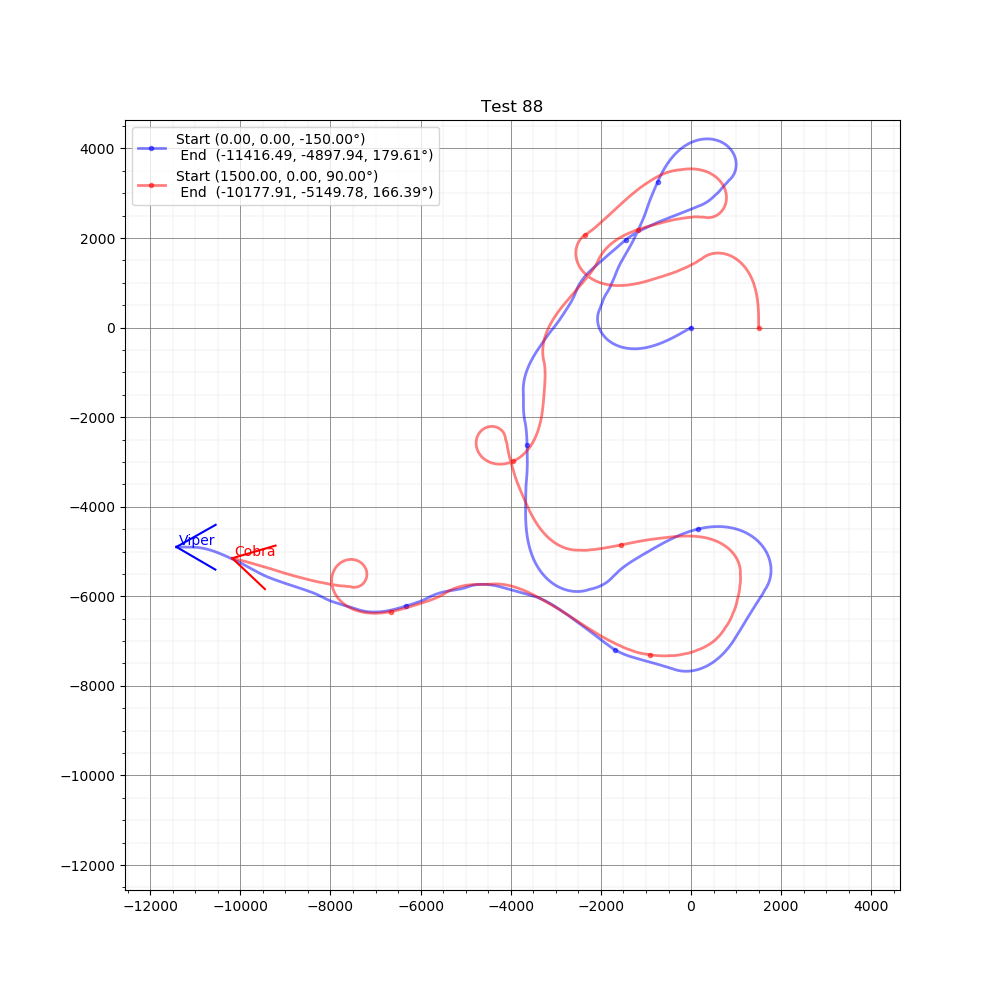 Test 88
Start (0.00, 0.00, -150.00°)
End  (-11416.49, -4897.94, 179.61°)
Start (1500.00, 0.00, 90.00°)
End  (-10177.91, -5149.78, 166.39°)
4000
2000
0
−2000
−4000
−6000
−8000
−10000
−12000
Viper
Cobra
−12000 −10000 −8000 −6000 −4000 −2000 0 2000 4000